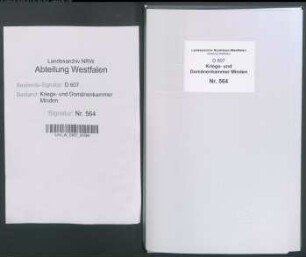 Landesarchiv NRW
Abteilung Westfalen
Bestands-Signatur: D 607
Bestand: Kriegs- und Domänenkammer
Minden
Signatur: Nr. 564
Landesarchiv Nordrhein-Westfalen
D 607
Kriegs- und
Domänenkammer Minden
Nr. 564